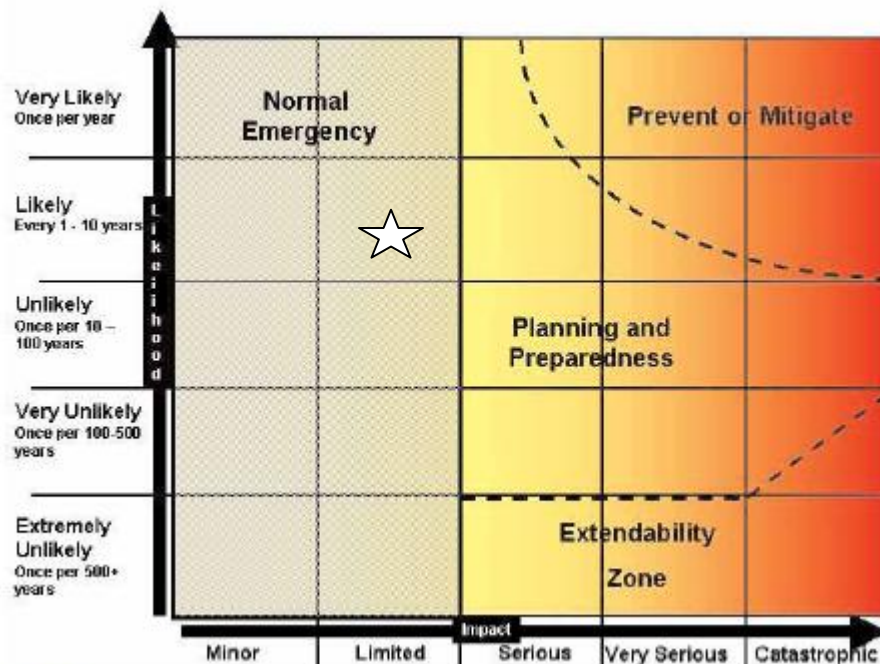 Very Likely
Once per year
Normal
Emergency
Prevent or Mitigate
Likely
Every 1 - 10 years
Likelihood
Unlikely
Once per 10 –
100 years
Planning and
Preparedness
Very Unlikely
Once per 100-500
years
Extremely
Unlikely
Once per 500+
years
Extendability
Zone
Impact
Minor
Limited
Serious
Very Serious
Catastrophic